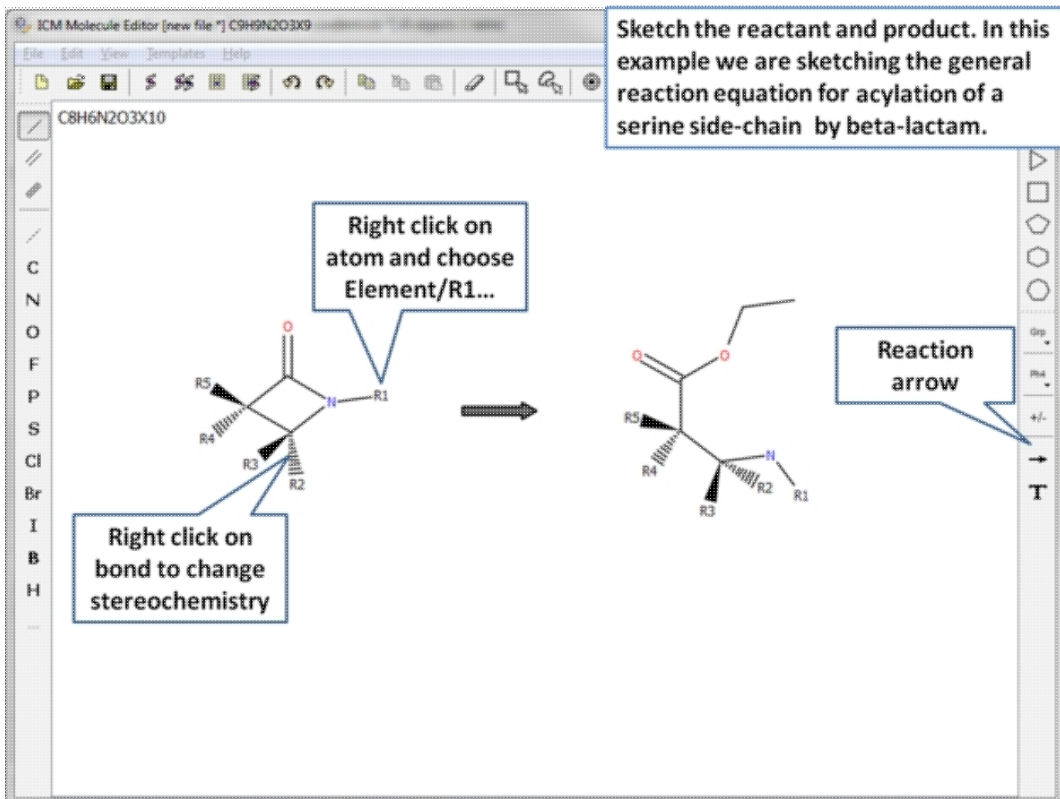 ICM Molecule Editor [new file *] C9H9N2O3X9
File Edit View Templates Help
Sketch the reactant and product. In this
example we are sketching the general
reaction equation for acylation of a
serine side-chain by beta-lactam.
C8H6N2O3X10
C
N
O
F
P
S
Cl
Br
I
B
H
Right click on
atom and choose
Element/R1...
O
R5
R4
N
R1
R3
R2
Right click on
bond to change
stereochemistry
O
O
R5
R4
N
R2
R1
R3
Reaction
arrow
Grp
+/-
T